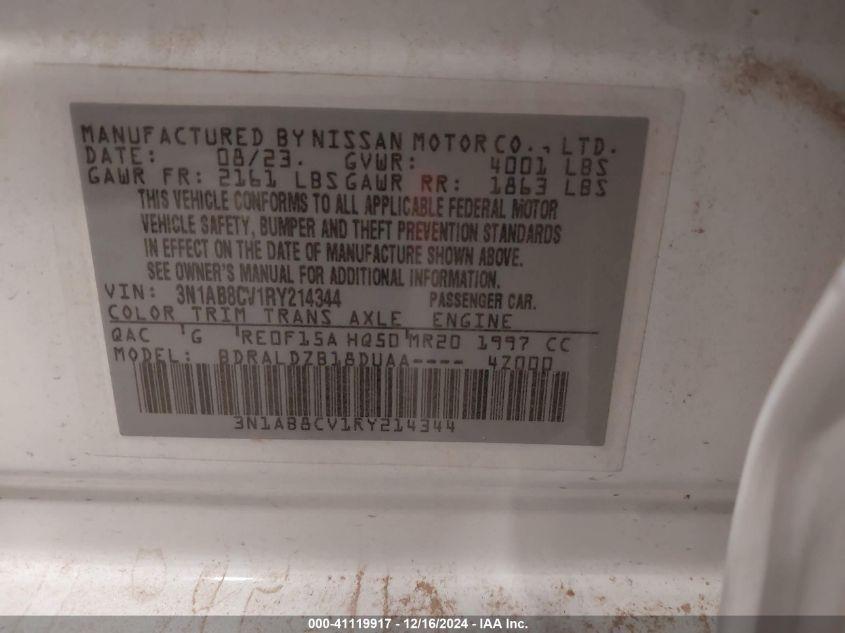 MANUFACTURED BY NISSAN MOTOR CO., LTD.
DATE: 08/23. GVWR: 4001 LBS
GAWR FR: 2161 LBS GAWR RR: 1863 LBS
THIS VEHICLE CONFORMS TO ALL APPLICABLE FEDERAL MOTOR
VEHICLE SAFETY, BUMPER AND THEFT PREVENTION STANDARDS
IN EFFECT ON THE DATE OF MANUFACTURE SHOWN ABOVE.
SEE OWNER'S MANUAL FOR ADDITIONAL INFORMATION.
VIN: 3N1AB8CV1RY214344 PASSENGER CAR.
COLOR TRIM TRANS AXLE ENGINE
QAC G RE0F15A HQ50 MR20 1997 CC
MODEL: BDRALDZB18DUAA---- 4Z000
3N1AB8CV1RY214344
000-41119917 - 12/16/2024 - IAA Inc.